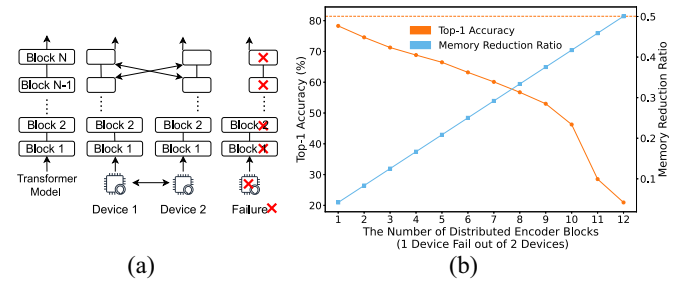 Block N
Block N-1
Block 2
Block 2
Block 2
Block 2
Block 1
Block 1
Block 1
Block 1
Transformer
Model
Device 1
Device 2
Failure
(a)
Top-1 Accuracy
Memory Reduction Ratio
Top-1 Accuracy (%)
80
70
60
50
40
30
20
0.5
0.4
0.3
0.2
0.1
Memory Reduction Ratio
1 2 3 4 5 6 7 8 9 10 11 12
The Number of Distributed Encoder Blocks
(1 Device Fail out of 2 Devices)
(b)